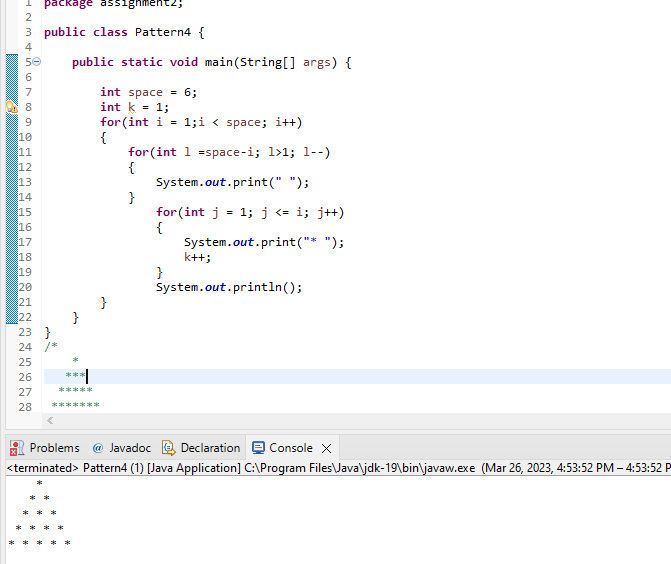 1 package assignment2;
2
3 public class Pattern4 {
4
5 public static void main(String[] args) {
6
7 int space = 6;
8 int k = 1;
9 for(int i = 1;i < space; i++)
10 {
11 for(int l =space-i; l>1; l--)
12 {
13 System.out.print(" ");
14 }
15 for(int j = 1; j <= i; j++)
16 {
17 System.out.print("* ");
18 k++;
19 }
20 System.out.println();
21 }
22 }
23 }
24 /*
25 *
26 ***
27 *****
28 *******
Problems @ Javadoc Declaration Console
<terminated> Pattern4 (1) [Java Application] C:\Program Files\Java\jdk-19\bin\javaw.exe (Mar 26, 2023, 4:53:52 PM – 4:53:52 P
*
* *
* * *
* * * *
* * * * *